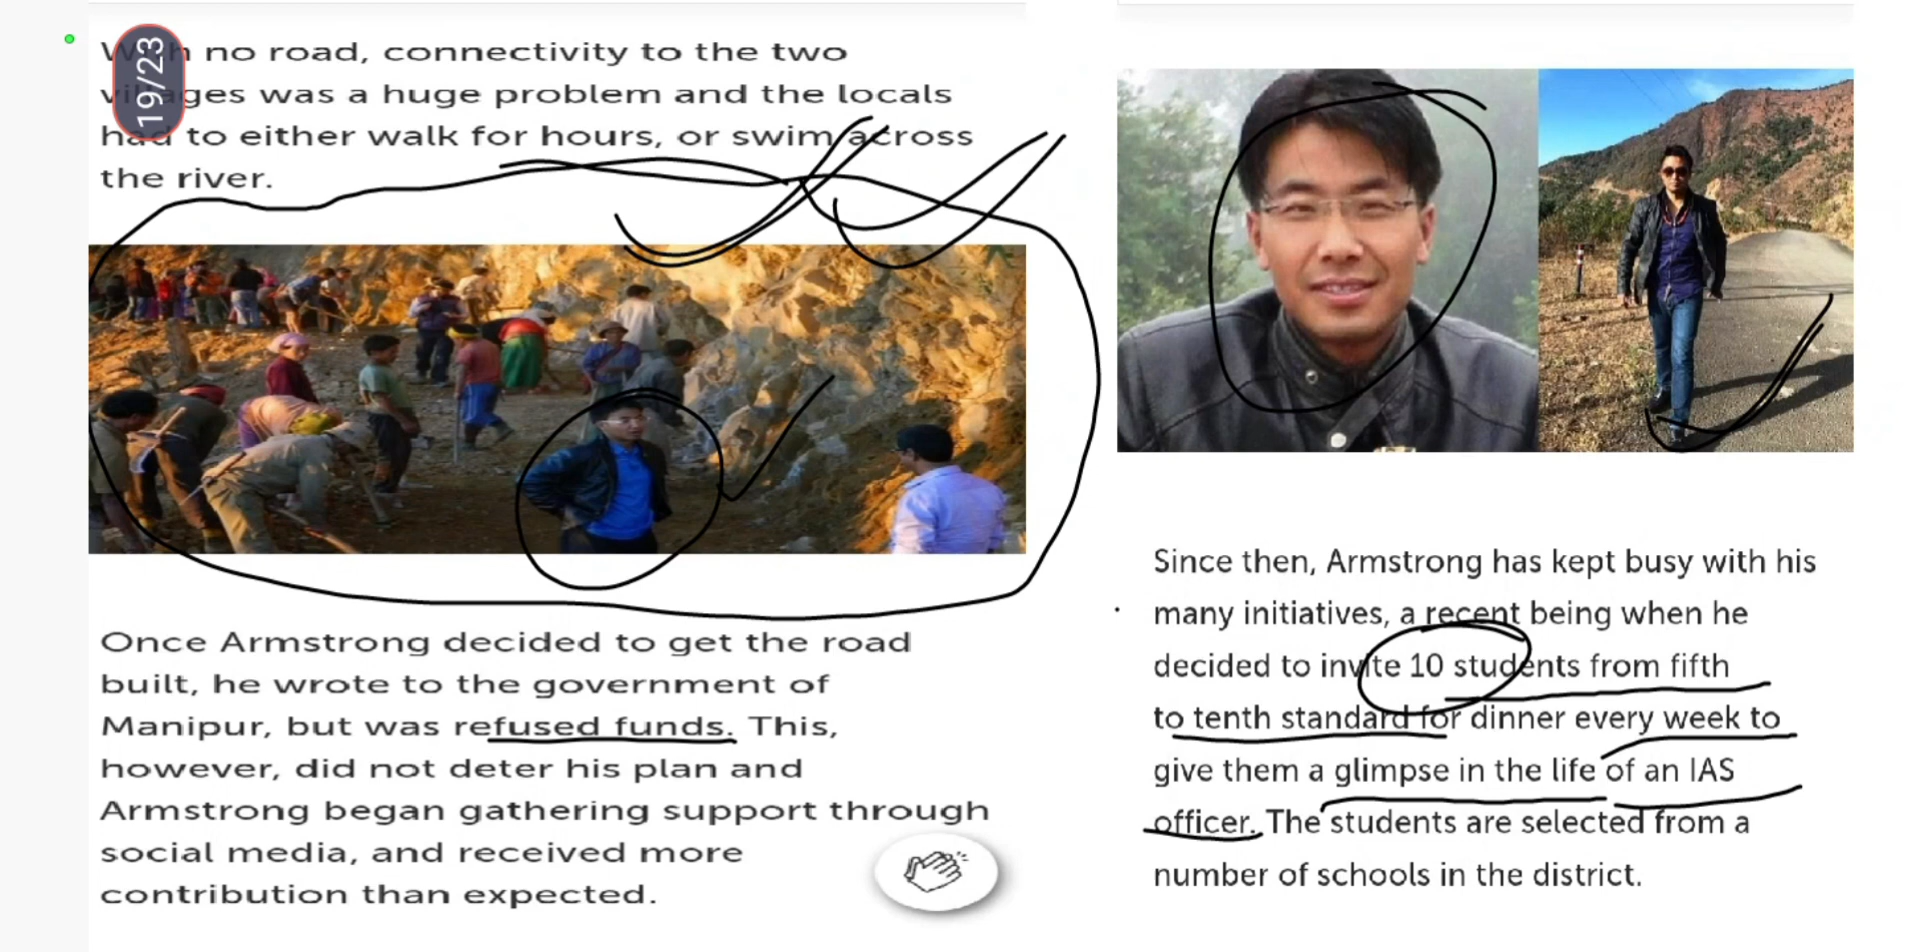 no road, connectivity to the two
was a huge problem and the locals
had to either walk for hours, or swim across
the river.
19/23
Once Armstrong decided to get the road
built, he wrote to the government of
Manipur, but was refused funds. This,
however, did not deter his plan and
Armstrong began gathering support through
social media, and received more
contribution than expected.
Since then, Armstrong has kept busy with his
many initiatives, a recent being when he
decided to invite 10 students from fifth
to tenth standard for dinner every week to
give them a glimpse in the life of an IAS
officer. The students are selected from a
number of schools in the district.